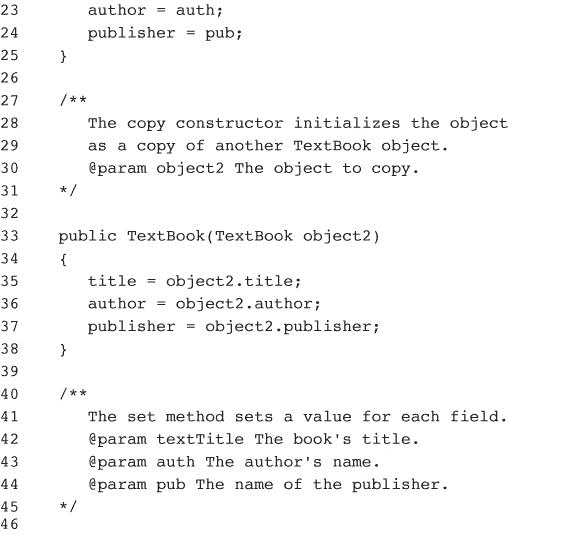 23       author = auth;
24       publisher = pub;
25    }
26
27    /**
28       The copy constructor initializes the object
29       as a copy of another TextBook object.
30       @param object2 The object to copy.
31    */
32
33    public TextBook(TextBook object2)
34    {
35       title = object2.title;
36       author = object2.author;
37       publisher = object2.publisher;
38    }
39
40    /**
41       The set method sets a value for each field.
42       @param textTitle The book's title.
43       @param auth The author's name.
44       @param pub The name of the publisher.
45    */
46